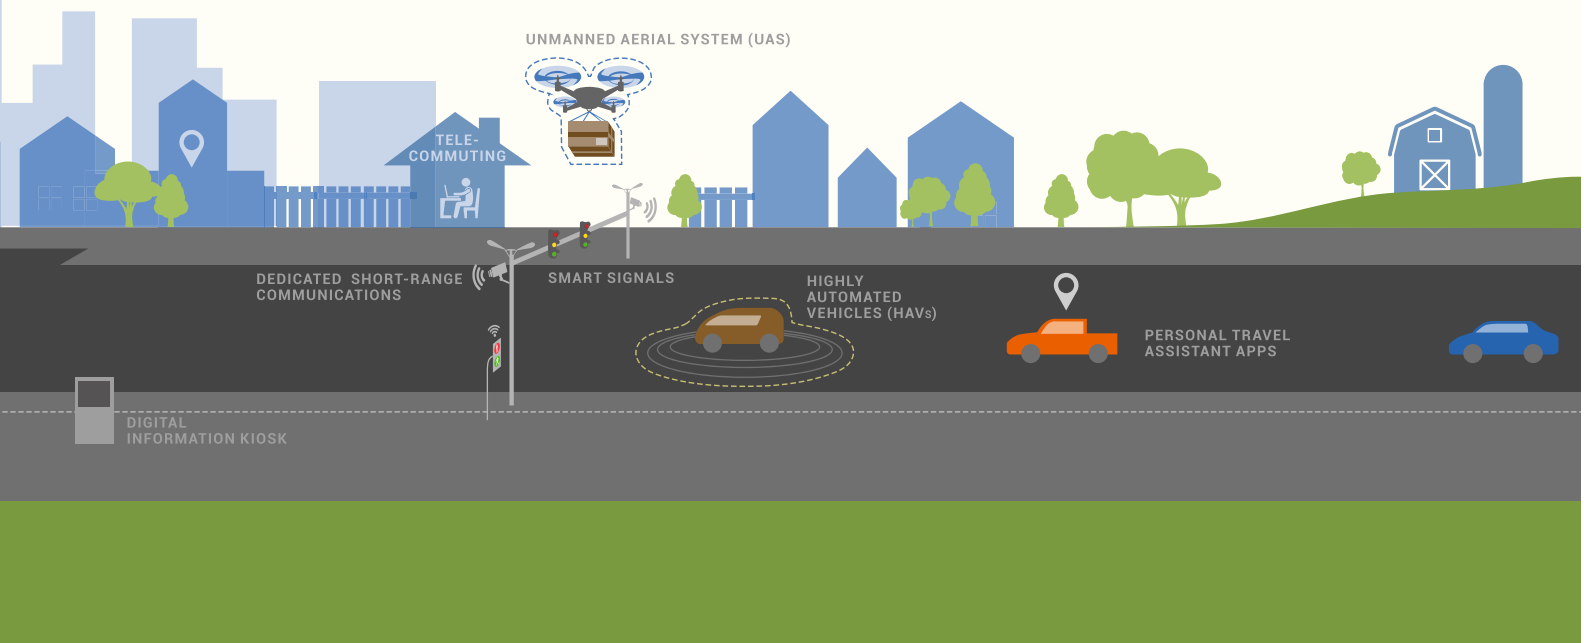 UNMANNED AERIAL SYSTEM (UAS)
TELE-
COMMUTING
DEDICATED SHORT-RANGE
COMMUNICATIONS
SMART SIGNALS
HIGHLY
AUTOMATED
VEHICLES (HAVs)
PERSONAL TRAVEL
ASSISTANT APPS
DIGITAL
INFORMATION KIOSK